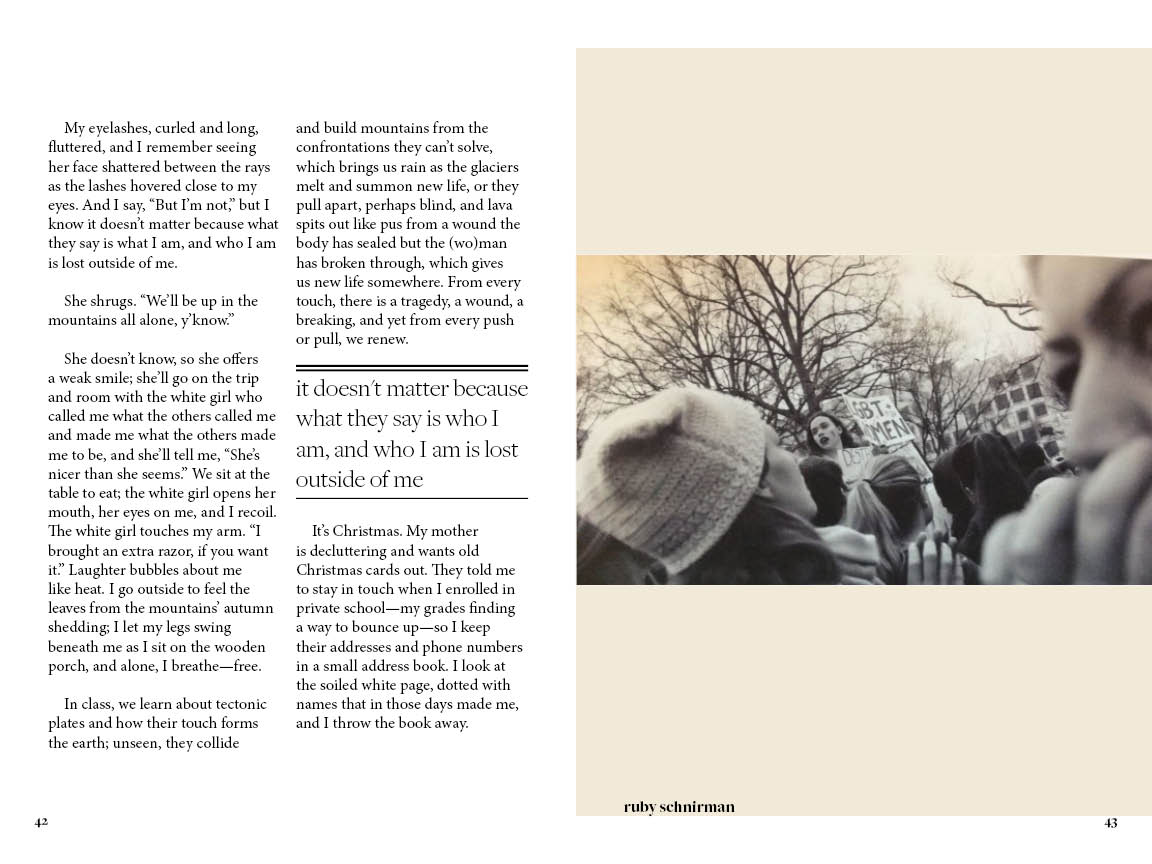 My eyelashes, curled and long,
fluttered, and I remember seeing
her face shattered between the rays
as the lashes hovered close to my
eyes. And I say, “But I’m not,” but I
know it doesn’t matter because what
they say is what I am, and who I am
is lost outside of me.
She shrugs. “We’ll be up in the
mountains all alone, y’know.”
She doesn’t know, so she offers
a weak smile; she’ll go on the trip
and room with the white girl who
called me what the others called me
and made me what the others made
me to be, and she’ll tell me, “She’s
nicer than she seems.” We sit at the
table to eat; the white girl opens her
mouth, her eyes on me, and I recoil.
The white girl touches my arm. “I
brought an extra razor, if you want
it.” Laughter bubbles about me
like heat. I go outside to feel the
leaves from the mountains’ autumn
shedding; I let my legs swing
beneath me as I sit on the wooden
porch, and alone, I breathe—free.
In class, we learn about tectonic
plates and how their touch forms
the earth; unseen, they collide
and build mountains from the
confrontations they can’t solve,
which brings us rain as the glaciers
melt and summon new life, or they
pull apart, perhaps blind, and lava
spits out like pus from a wound the
body has sealed but the (wo)man
has broken through, which gives
us new life somewhere. From every
touch, there is a tragedy, a wound, a
breaking, and yet from every push
or pull, we renew.
it doesn’t matter because
what they say is who I
am, and who I am is lost
outside of me
It’s Christmas. My mother
is decluttering and wants old
Christmas cards out. They told me
to stay in touch when I enrolled in
private school—my grades finding
a way to bounce up—so I keep
their addresses and phone numbers
in a small address book. I look at
the soiled white page, dotted with
names that in those days made me,
and I throw the book away.
42
ruby schnirman
43